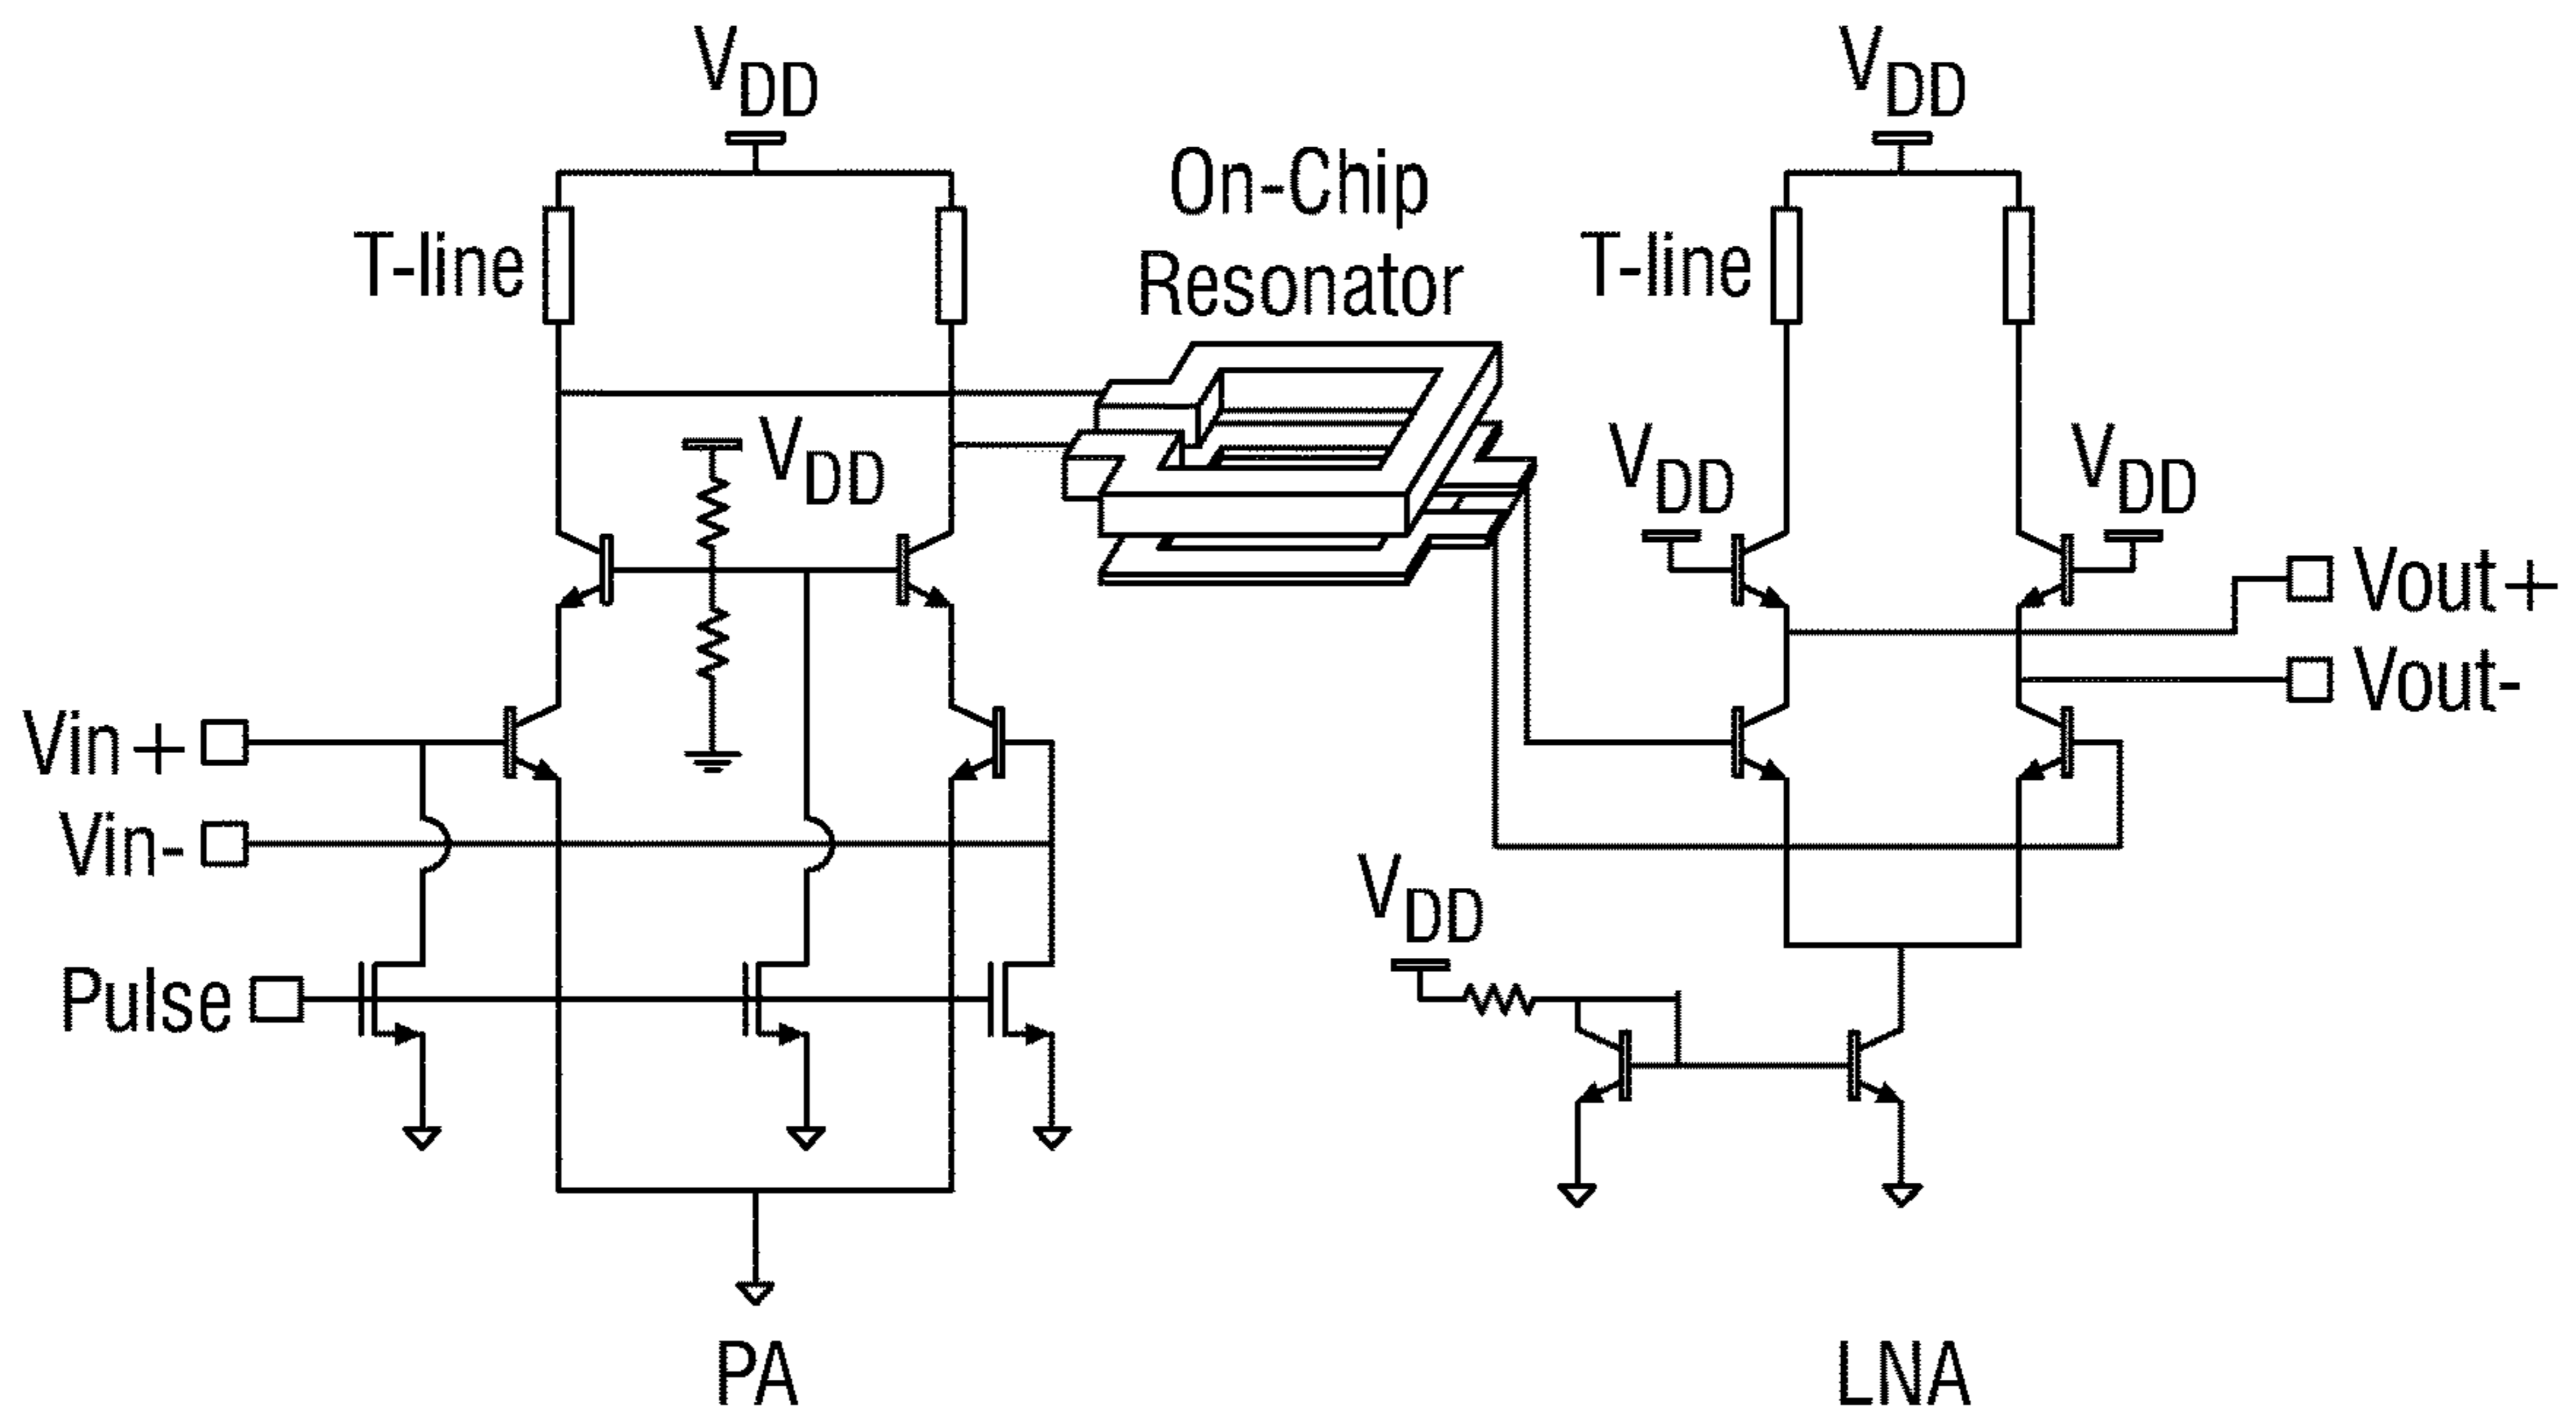 VDD
VDD
On-Chip
Resonator
T-line
T-line
VDD
VDD
VDD
Vout+
Vout-
Vin+
Vin-
VDD
Pulse
PA
LNA